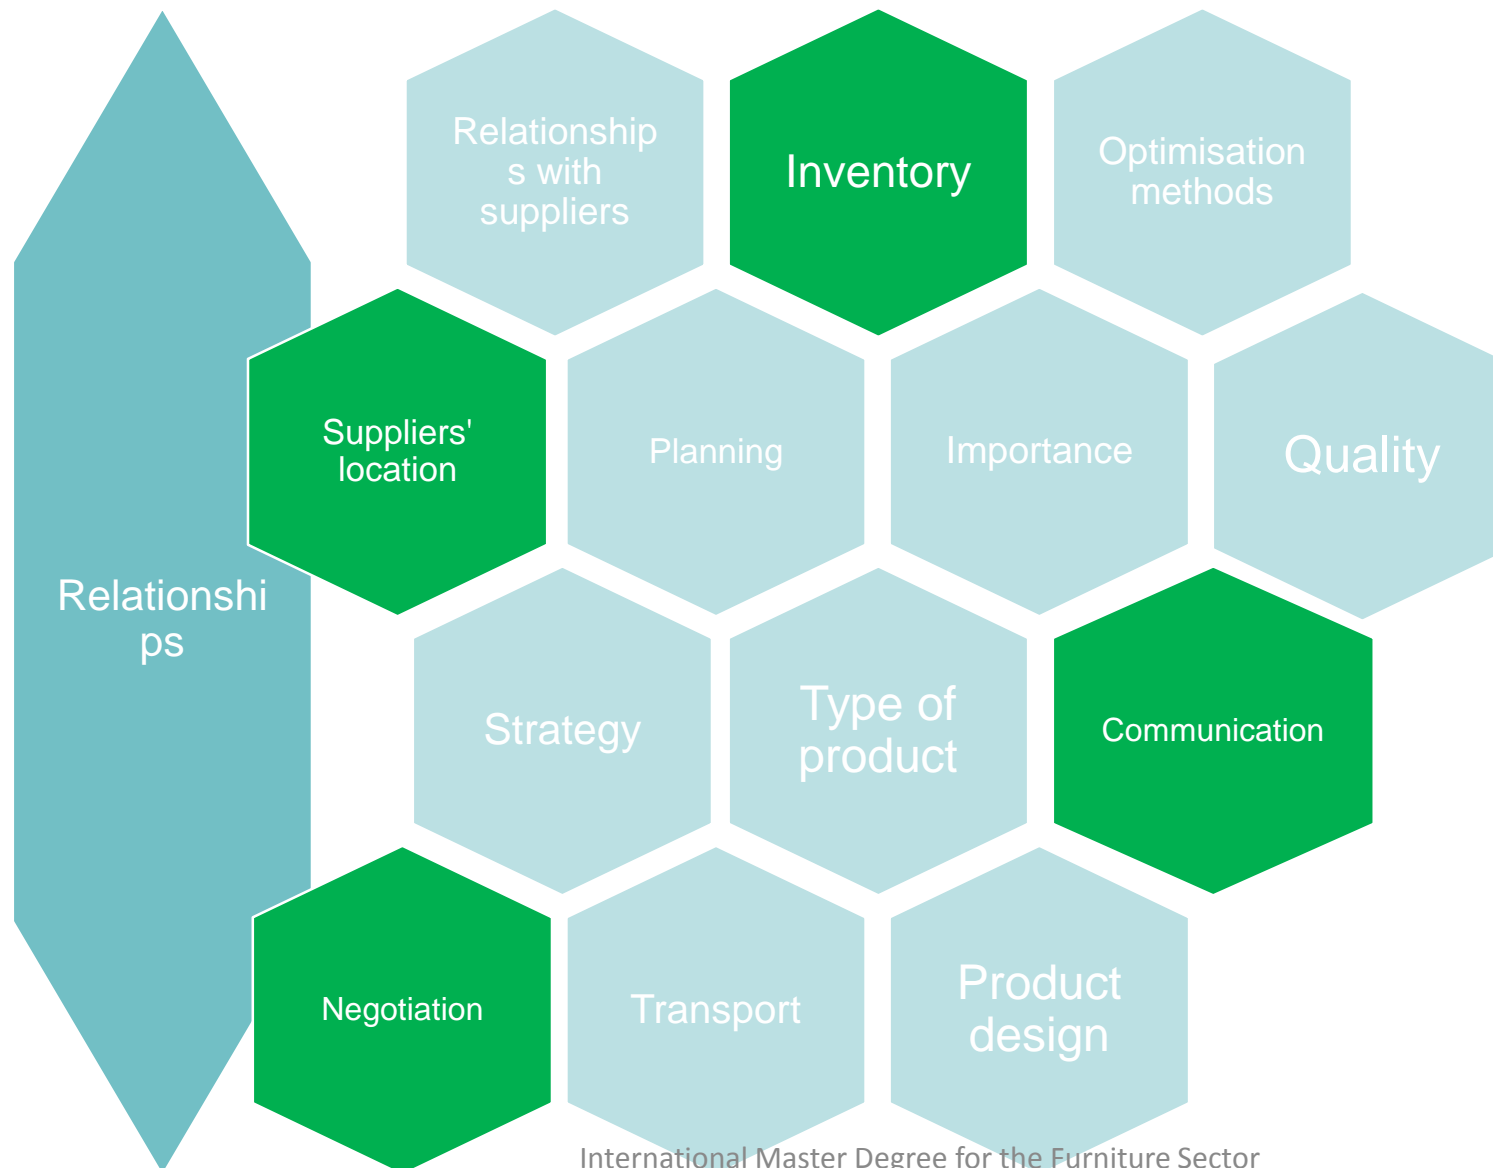 Relationship
s with
suppliers
Inventory
Optimisation
methods
Suppliers'
location
Planning
Importance
Quality
Relationshi
ps
Strategy
Type of
product
Communication
Negotiation
Transport
Product
design
International Master Degree for the Furniture Sector